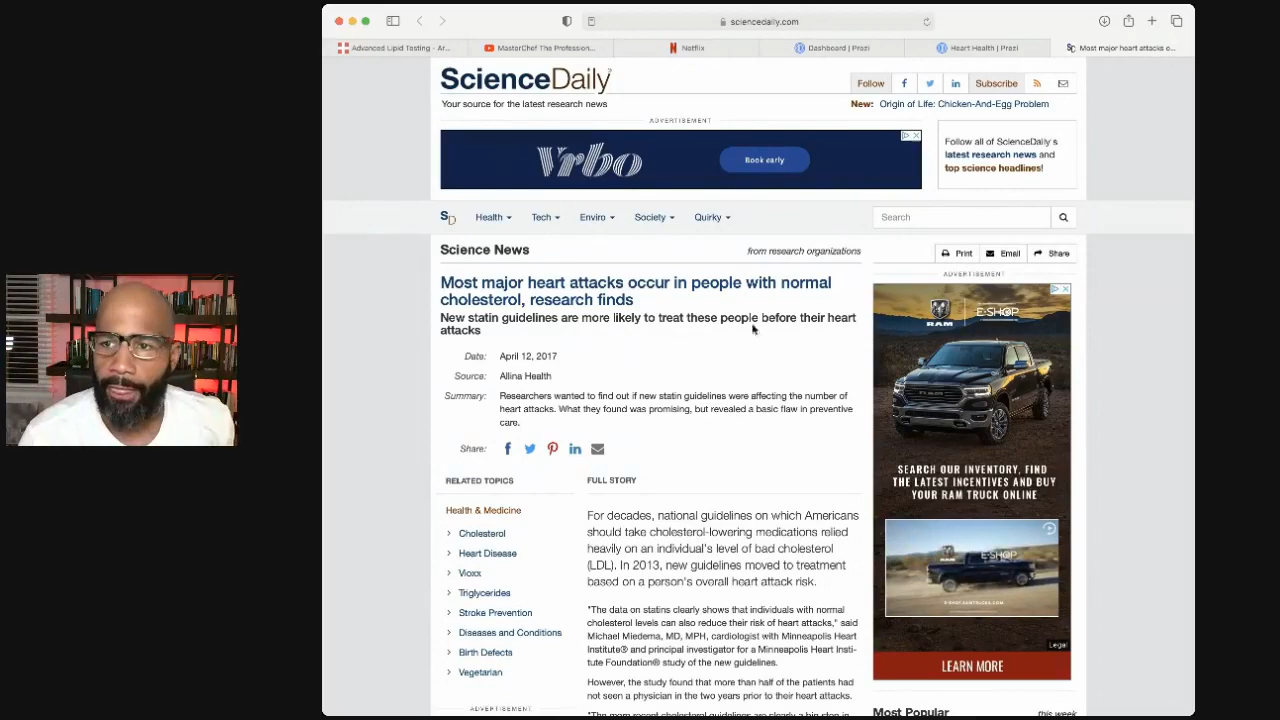 sciencedaily.com
Advanced Lipid Testing - Ar...
MasterChef The Profession...
Netflix
Dashboard | Prezi
Heart Health | Prezi
Most major heart attacks o...
ScienceDaily
Your source for the latest research news
Follow
Subscribe
New: Origin of Life: Chicken-And-Egg Problem
ADVERTISEMENT
Vrbo
Book early
Follow all of ScienceDaily's
latest research news and
top science headlines!
SD
Health
Tech
Enviro
Society
Quirky
Search
Science News
from research organizations
Print
Email
Share
Most major heart attacks occur in people with normal
cholesterol, research finds
New statin guidelines are more likely to treat these people before their heart
attacks
Date: April 12, 2017
Source: Allina Health
Summary: Researchers wanted to find out if new statin guidelines were affecting the number of
heart attacks. What they found was promising, but revealed a basic flaw in preventive
care.
Share:
RELATED TOPICS
Health & Medicine
Cholesterol
Heart Disease
Vioxx
Triglycerides
Stroke Prevention
Diseases and Conditions
Birth Defects
Vegetarian
ADVERTISEMENT
FULL STORY
For decades, national guidelines on which Americans
should take cholesterol-lowering medications relied
heavily on an individual's level of bad cholesterol
(LDL). In 2013, new guidelines moved to treatment
based on a person's overall heart attack risk.
"The data on statins clearly shows that individuals with normal
cholesterol levels can also reduce their risk of heart attacks," said
Michael Miedema, MD, MPH, cardiologist with Minneapolis Heart
Institute® and principal investigator for a Minneapolis Heart Insti-
tute Foundation® study of the new guidelines.
However, the study found that more than half of the patients had
not seen a physician in the two years prior to their heart attacks.
"The more recent cholesterol guidelines are clearly a big step in
ADVERTISEMENT
RAM
E-SHOP
SEARCH OUR INVENTORY, FIND
THE LATEST INCENTIVES AND BUY
YOUR RAM TRUCK ONLINE
E-SHOP
Legal
LEARN MORE
Most Popular
this week